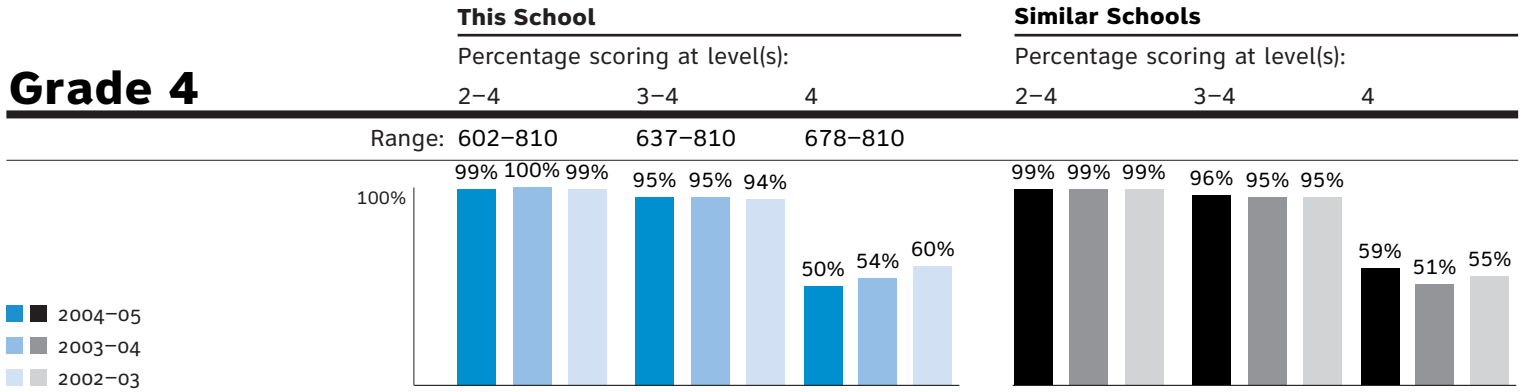 This School Similar Schools
Percentage scoring at level(s): Percentage scoring at level(s):
Grade 4 2–4 3–4 4 2–4 3–4 4
Range: 602–810 637–810 678–810
99% 100% 99% 95% 95% 94% 50% 54% 60% 99% 99% 99% 96% 95% 95% 59% 51% 55%
100%
2004–05
2003–04
2002–03